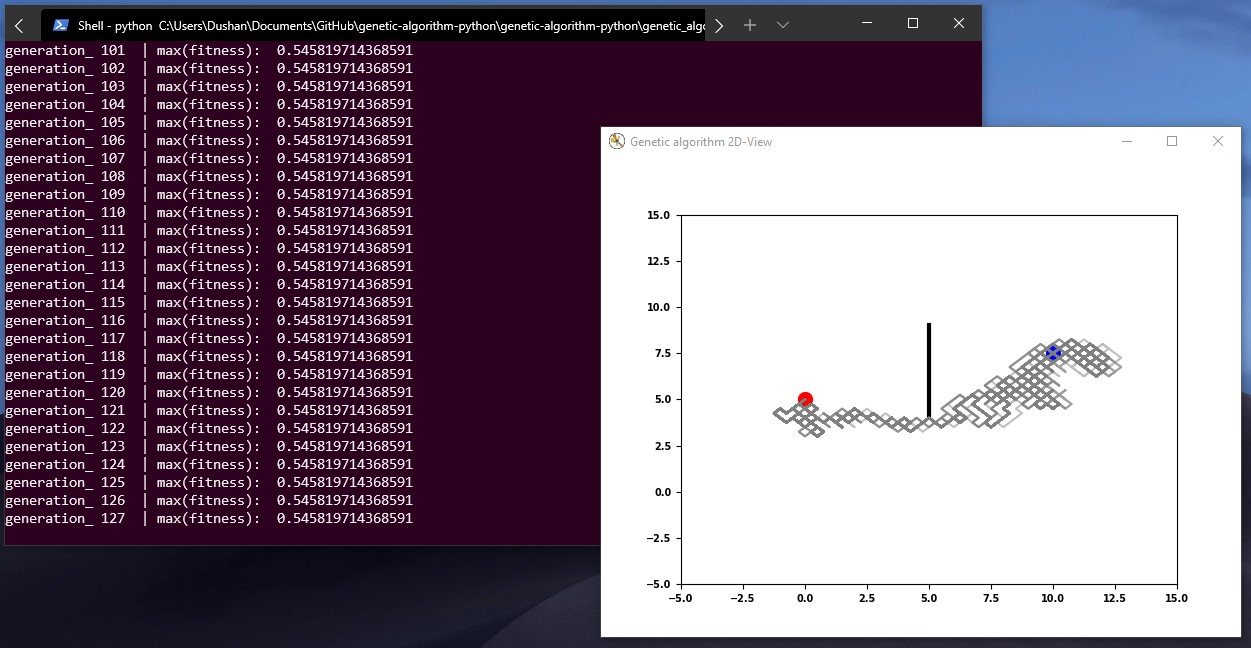 Shell - python C:\Users\Dushan\Documents\GitHub\genetic-algorithm-python\genetic-algorithm-python\genetic_algo
generation_ 101 | max(fitness): 0.545819714368591
generation_ 102 | max(fitness): 0.545819714368591
generation_ 103 | max(fitness): 0.545819714368591
generation_ 104 | max(fitness): 0.545819714368591
generation_ 105 | max(fitness): 0.545819714368591
generation_ 106 | max(fitness): 0.545819714368591
generation_ 107 | max(fitness): 0.545819714368591
generation_ 108 | max(fitness): 0.545819714368591
generation_ 109 | max(fitness): 0.545819714368591
generation_ 110 | max(fitness): 0.545819714368591
generation_ 111 | max(fitness): 0.545819714368591
generation_ 112 | max(fitness): 0.545819714368591
generation_ 113 | max(fitness): 0.545819714368591
generation_ 114 | max(fitness): 0.545819714368591
generation_ 115 | max(fitness): 0.545819714368591
generation_ 116 | max(fitness): 0.545819714368591
generation_ 117 | max(fitness): 0.545819714368591
generation_ 118 | max(fitness): 0.545819714368591
generation_ 119 | max(fitness): 0.545819714368591
generation_ 120 | max(fitness): 0.545819714368591
generation_ 121 | max(fitness): 0.545819714368591
generation_ 122 | max(fitness): 0.545819714368591
generation_ 123 | max(fitness): 0.545819714368591
generation_ 124 | max(fitness): 0.545819714368591
generation_ 125 | max(fitness): 0.545819714368591
generation_ 126 | max(fitness): 0.545819714368591
generation_ 127 | max(fitness): 0.545819714368591
Genetic algorithm 2D-View
15.0
12.5
10.0
7.5
5.0
2.5
0.0
−2.5
−5.0
−5.0 −2.5 0.0 2.5 5.0 7.5 10.0 12.5 15.0